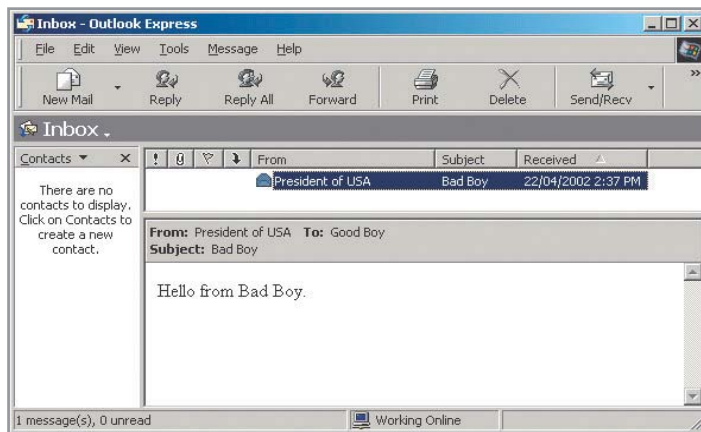 Inbox - Outlook Express
File Edit View Tools Message Help
New Mail Reply Reply All Forward Print Delete Send/Recv »
Inbox
Contacts ▼ X
There are no
contacts to display.
Click on Contacts to
create a new
contact.
! From Subject Received
President of USA Bad Boy 22/04/2002 2:37 PM
From: President of USA To: Good Boy
Subject: Bad Boy
Hello from Bad Boy.
1 message(s), 0 unread Working Online